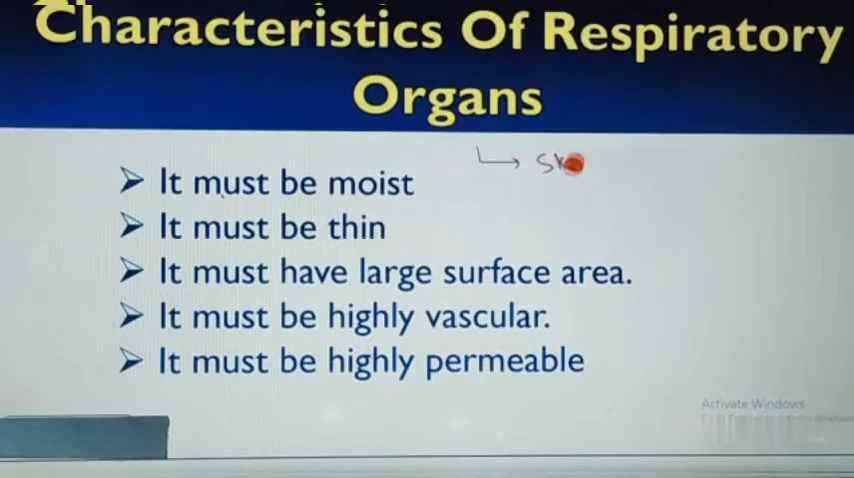 Characteristics Of Respiratory
Organs
➢ It must be moist
➢ It must be thin
➢ It must have large surface area.
➢ It must be highly vascular.
➢ It must be highly permeable
Activate Windows